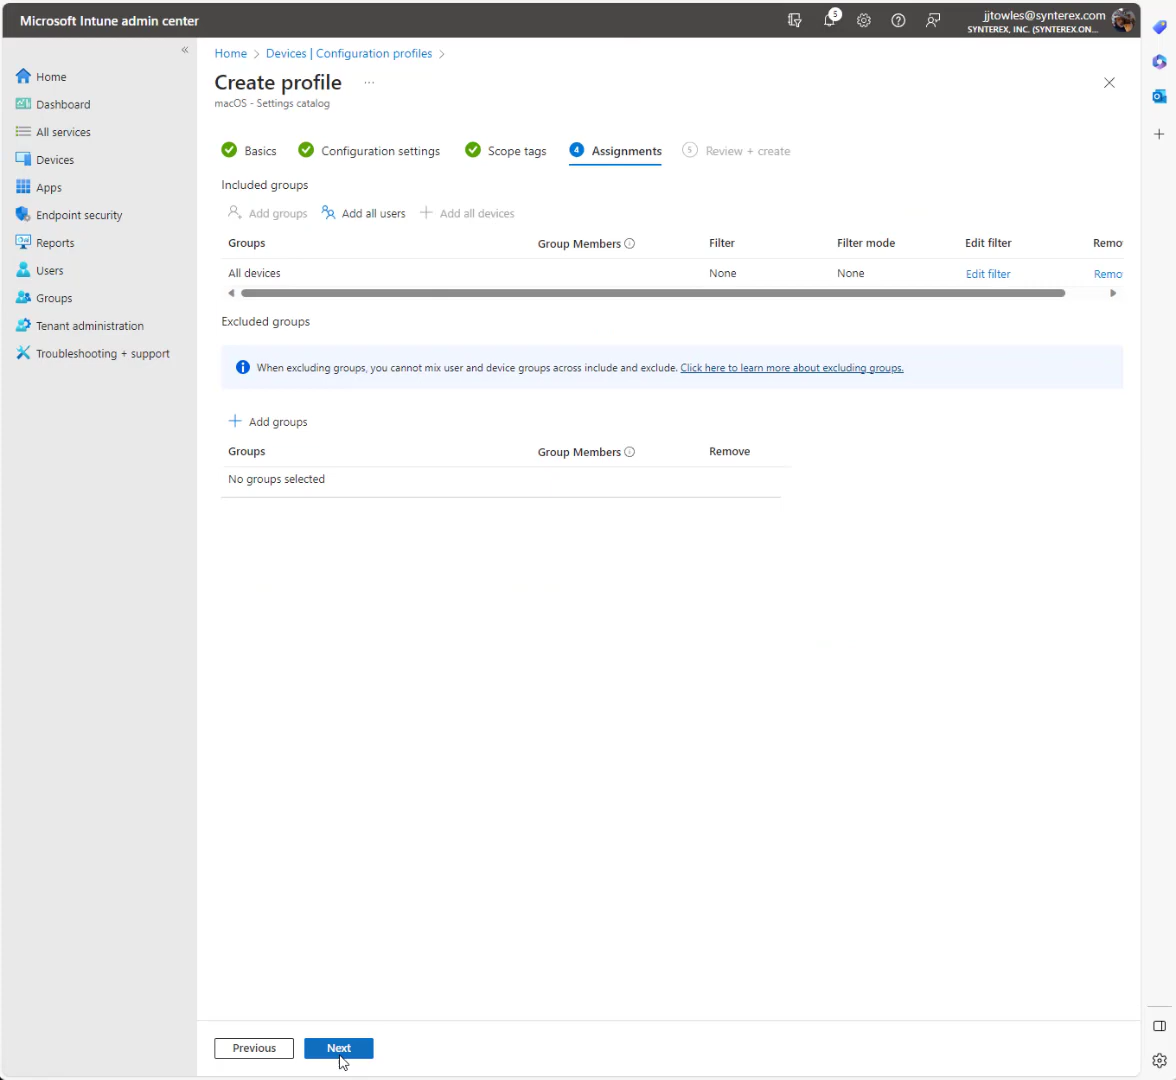 Microsoft Intune admin center
5
jjtowles@synterex.com
SYNTEREX, INC. (SYNTEREX.ON...
«
Home
Dashboard
All services
Devices
Apps
Endpoint security
Reports
Users
Groups
Tenant administration
Troubleshooting + support
Home > Devices | Configuration profiles >
Create profile ...
macOS - Settings catalog
Basics Configuration settings Scope tags 4 Assignments 5 Review + create
Included groups
Add groups Add all users + Add all devices
Groups Group Members Filter Filter mode Edit filter Remo
All devices None None Edit filter Remo
Excluded groups
When excluding groups, you cannot mix user and device groups across include and exclude. Click here to learn more about excluding groups.
+ Add groups
Groups Group Members Remove
No groups selected
Previous Next